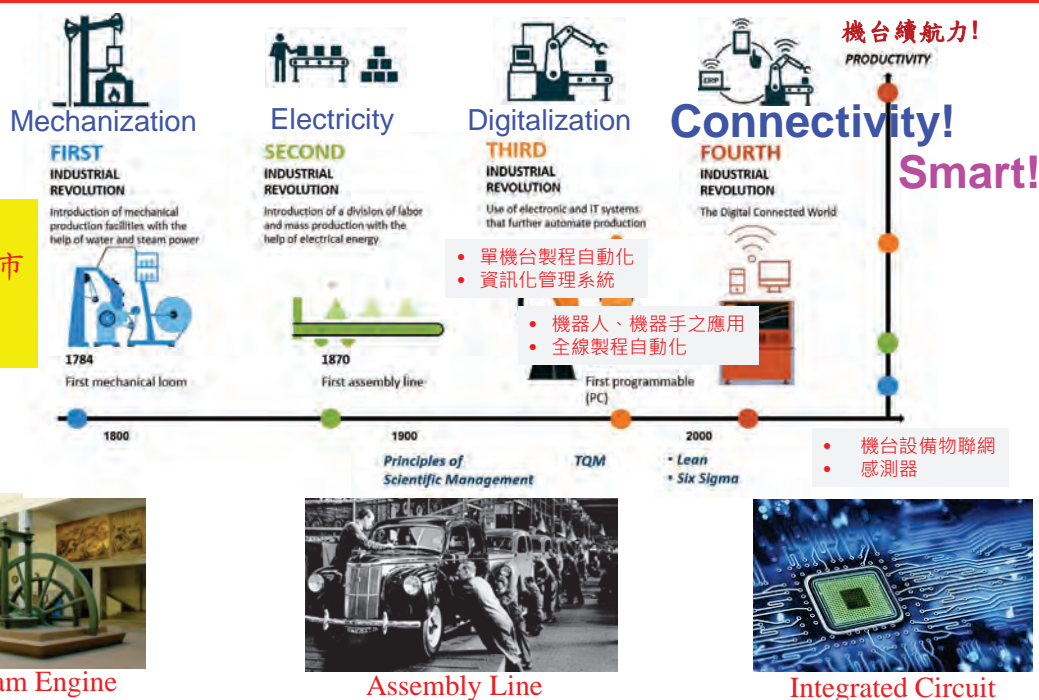 機台續航力!
PRODUCTIVITY
ERP
Mechanization
Electricity
Digitalization
Connectivity!
Smart!
FIRST
INDUSTRIAL
REVOLUTION
Introduction of mechanical
production facilities with the
help of water and steam power
1784
First mechanical loom
SECOND
INDUSTRIAL
REVOLUTION
Introduction of a division of labor
and mass production with the
help of electrical energy
1870
First assembly line
THIRD
INDUSTRIAL
REVOLUTION
Use of electronic and IT systems
that further automate production
• 單機台製程自動化
• 資訊化管理系統
• 機器人、機器手之應用
• 全線製程自動化
First programmable
(PC)
FOURTH
INDUSTRIAL
REVOLUTION
The Digital Connected World
市
1800
1900
2000
Principles of
Scientific Management
TQM
• Lean
• Six Sigma
• 機台設備物聯網
• 感測器
am Engine
Assembly Line
Integrated Circuit